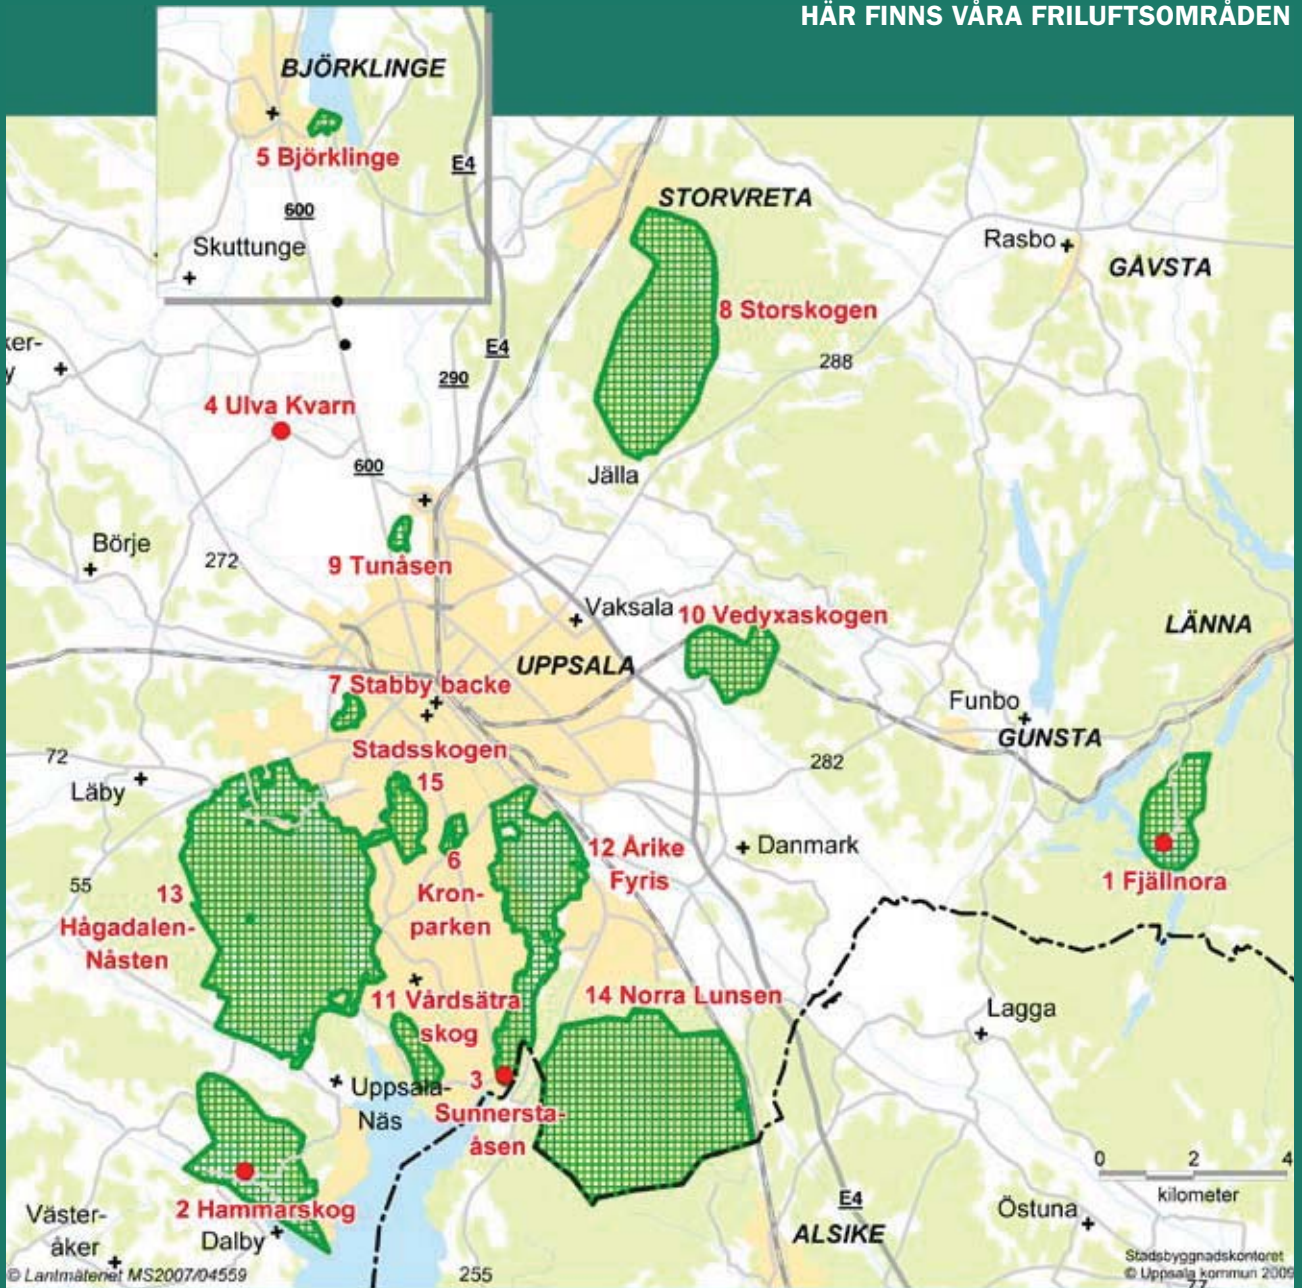 HÄR FINNS VÅRA FRILUFTSOMRÅDEN
BJÖRKLINGE
5 Björklinge
E4
600
Skuttunge
STORVRETA
Rasbo
GÅVSTA
8 Storskogen
ker-
y
E4
288
290
4 Ulva Kvarn
600
Jälla
Börje
272
9 Tunåsen
Vaksala
10 Vedyxaskogen
LÄNNA
UPPSALA
7 Stabby backe
Funbo
GUNSTA
Stadsskogen
15
72
Läby
282
12 Årike
Fyris
Danmark
6
Kron-
parken
1 Fjällnora
55
13
Hågadalen-
Nåsten
11 Vårdsätra
skog
14 Norra Lunsen
Lagga
3
Sunnersta-
åsen
Uppsala-
Näs
0 2 4
kilometer
2 Hammarskog
Väster-
åker
Dalby
E4
ALSIKE
Östuna
255
77
© Lantmäteriet MS2007/04559
Stadsbyggnadskontoret
© Uppsala kommun 2009